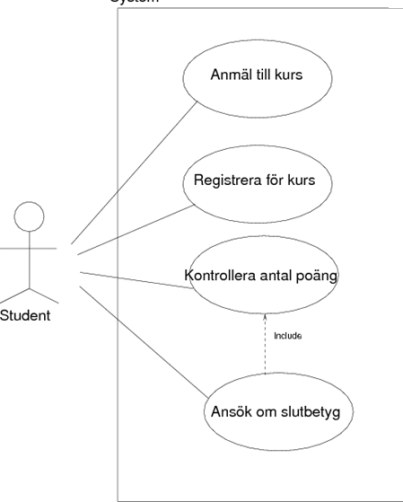 System
Anmäl till kurs
Registrera för kurs
Kontrollera antal poäng
Include
Student
Ansök om slutbetyg